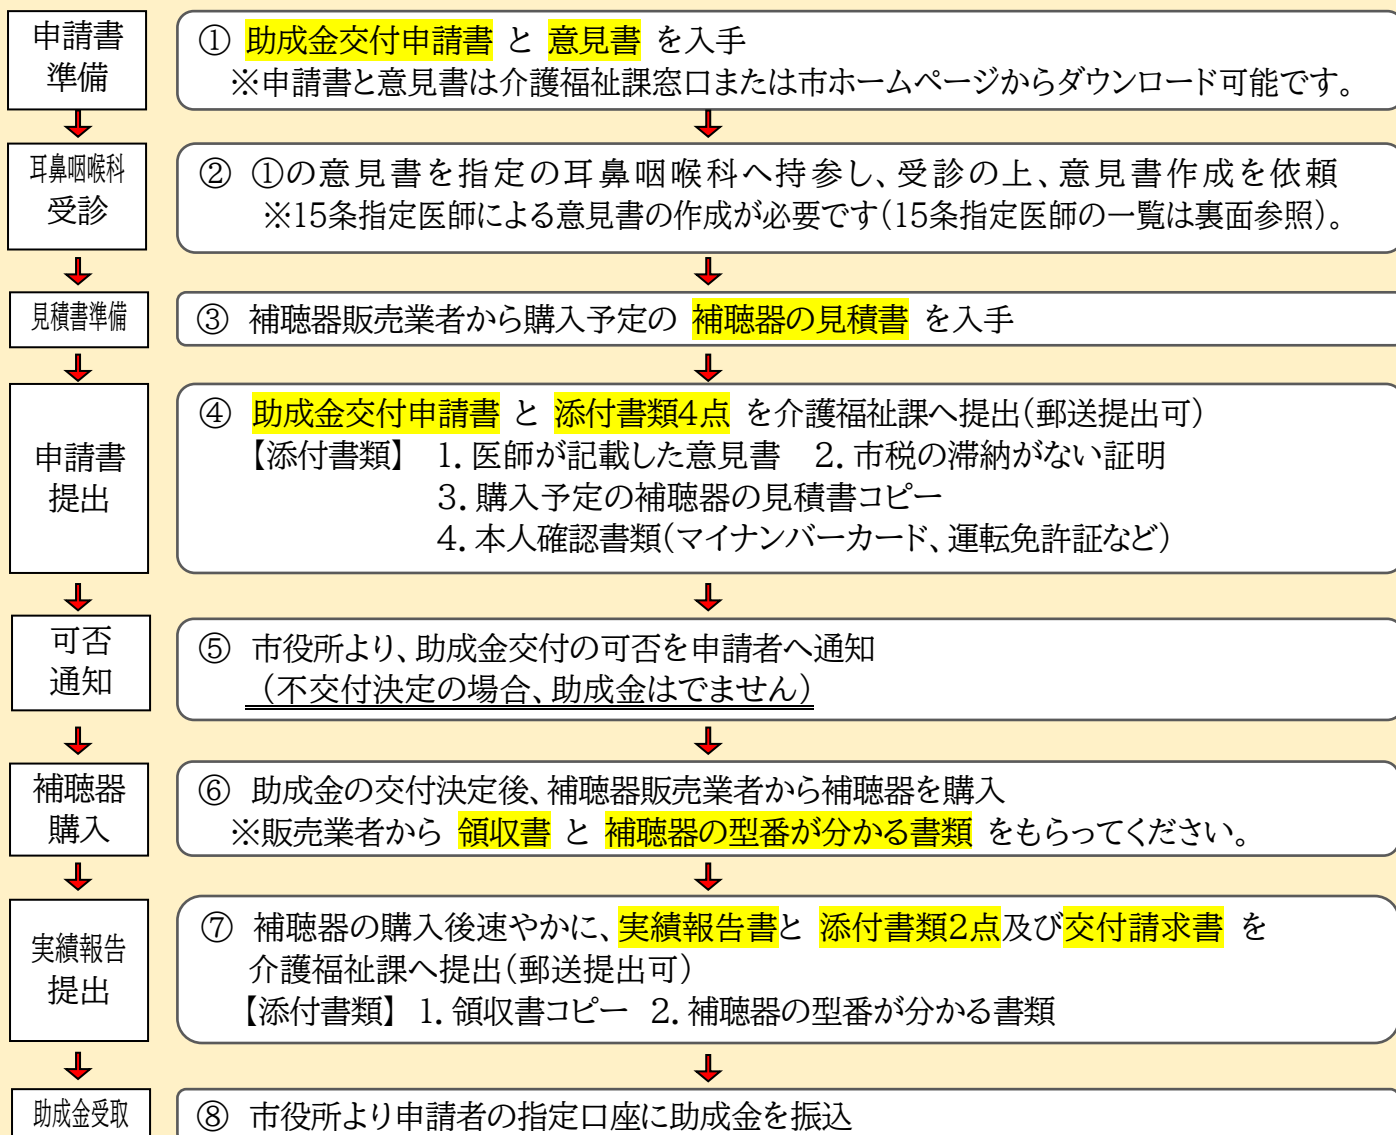 申請書
準備
① 助成金交付申請書 と 意見書 を入手
※申請書と意見書は介護福祉課窓口または市ホームページからダウンロード可能です。
耳鼻咽喉科
受診
② ①の意見書を指定の耳鼻咽喉科へ持参し、受診の上、意見書作成を依頼
※15条指定医師による意見書の作成が必要です(15条指定医師の一覧は裏面参照)。
見積書準備
③ 補聴器販売業者から購入予定の 補聴器の見積書 を入手
申請書
提出
④ 助成金交付申請書 と 添付書類4点 を介護福祉課へ提出(郵送提出可)
【添付書類】 1.医師が記載した意見書 2.市税の滞納がない証明
3.購入予定の補聴器の見積書コピー
4.本人確認書類(マイナンバーカード、運転免許証など)
可否
通知
⑤ 市役所より、助成金交付の可否を申請者へ通知
(不交付決定の場合、助成金はでません)
補聴器
購入
⑥ 助成金の交付決定後、補聴器販売業者から補聴器を購入
※販売業者から 領収書 と 補聴器の型番が分かる書類 をもらってください。
実績報告
提出
⑦ 補聴器の購入後速やかに、実績報告書と 添付書類2点及び交付請求書 を
介護福祉課へ提出(郵送提出可)
【添付書類】 1.領収書コピー 2.補聴器の型番が分かる書類
助成金受取
⑧ 市役所より申請者の指定口座に助成金を振込